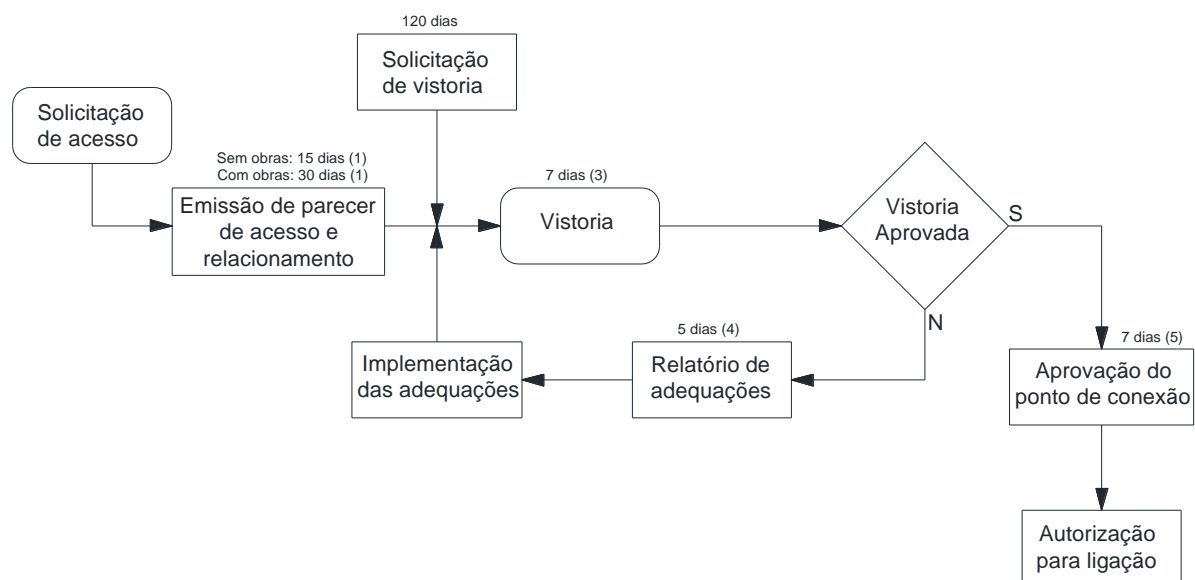 120 dias
Solicitação
de vistoria
Solicitação
de acesso
Sem obras: 15 dias (1)
Com obras: 30 dias (1)
Emissão de parecer
de acesso e
relacionamento
7 dias (3)
Vistoria
Vistoria
Aprovada
S
N
5 dias (4)
Relatório de
adequações
Implementação
das adequações
7 dias (5)
Aprovação do
ponto de conexão
Autorização
para ligação